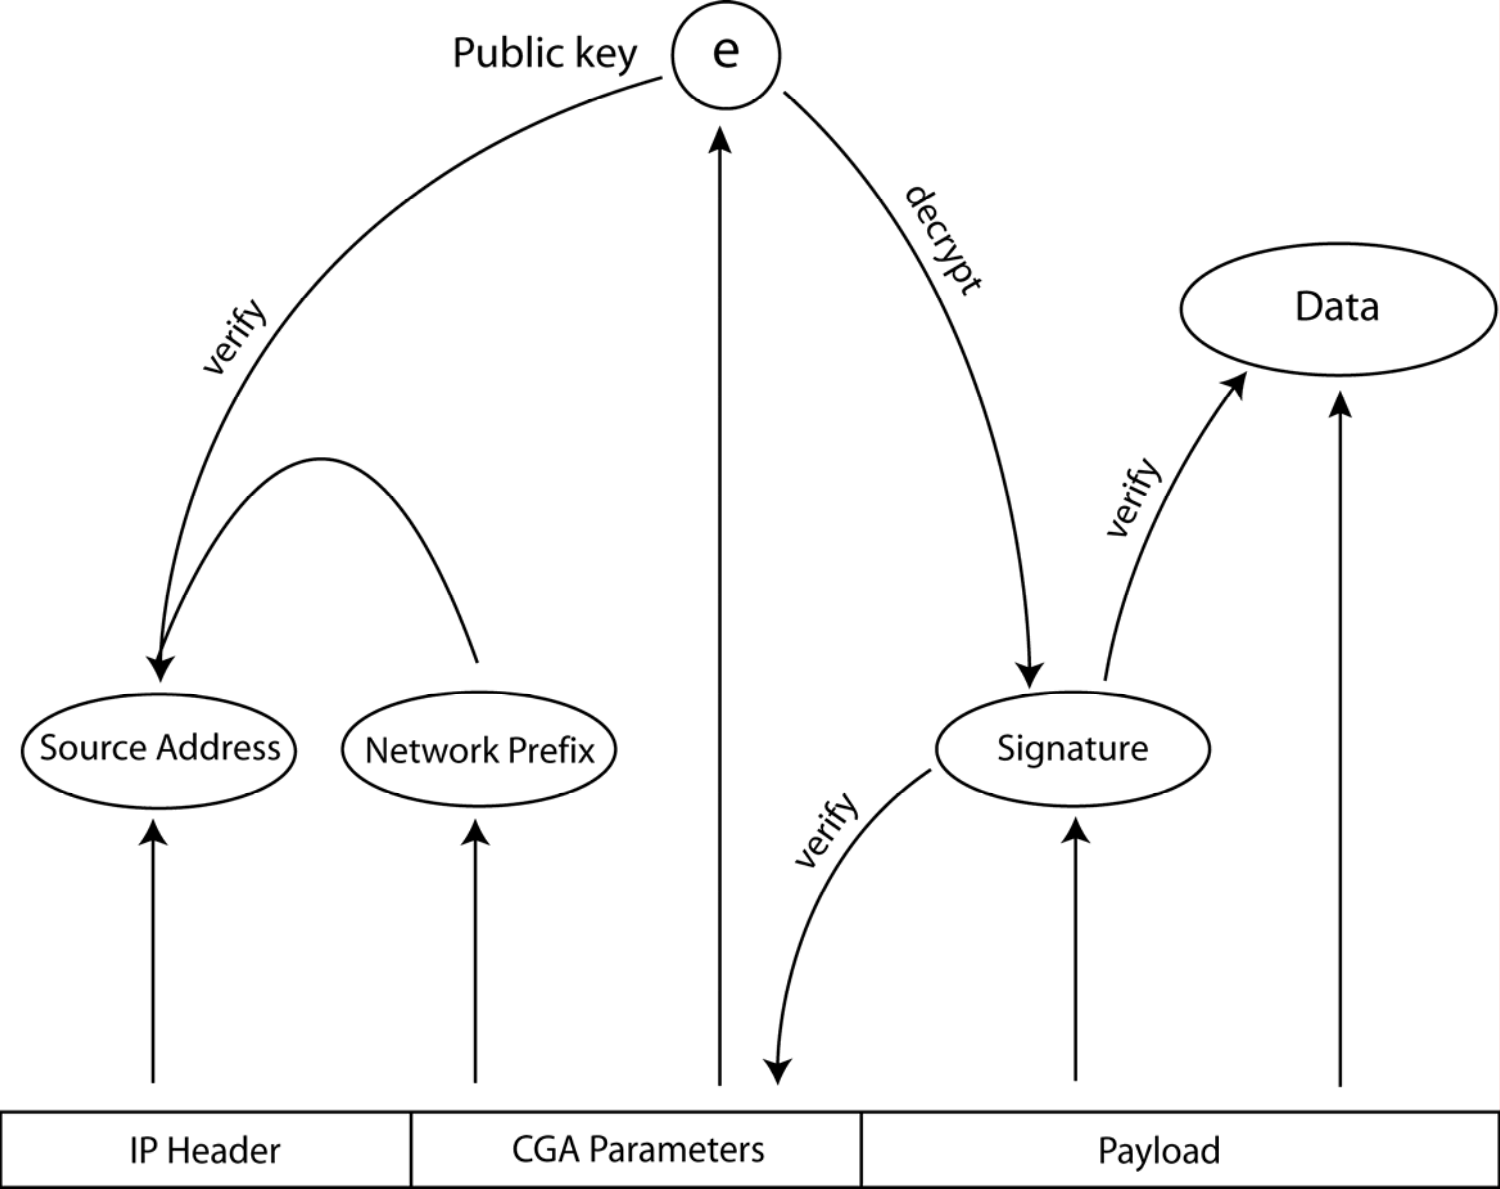 Public key
e
decrypt
verify
Data
verify
Source Address
Network Prefix
Signature
verify
IP Header
CGA Parameters
Payload